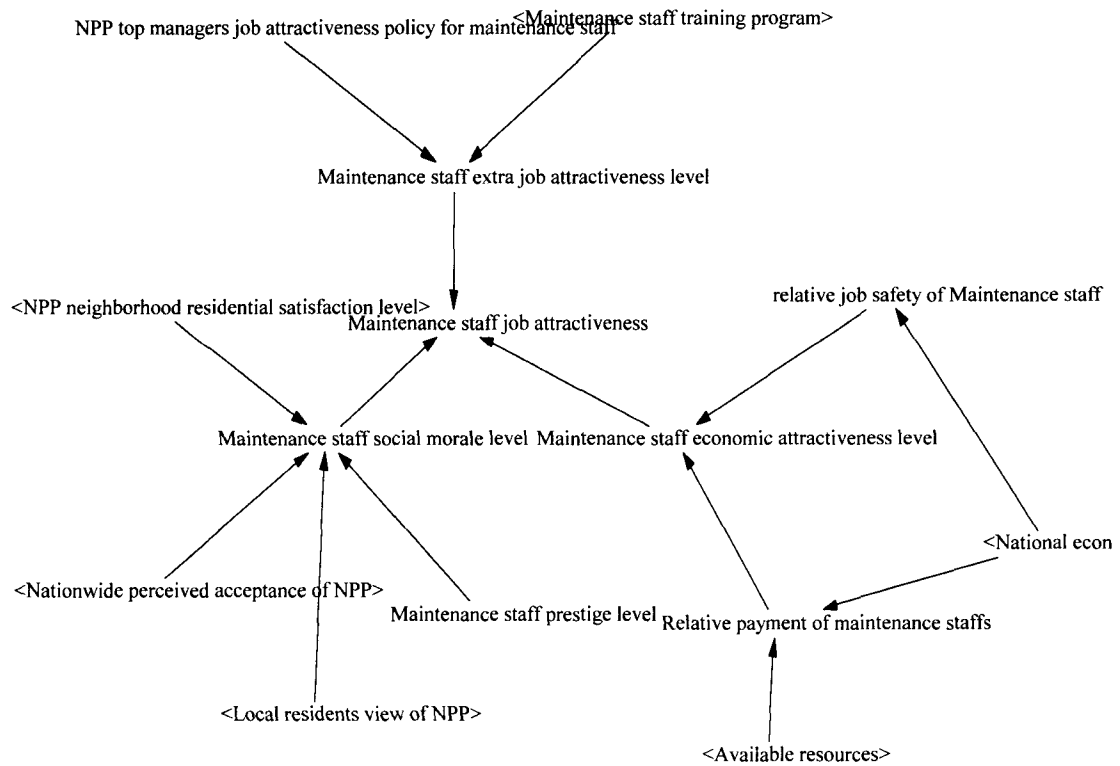 NPP top managers job attractiveness policy for maintenance staff
<Maintenance staff training program>
Maintenance staff extra job attractiveness level
<NPP neighborhood residential satisfaction level>
relative job safety of Maintenance staff
Maintenance staff job attractiveness
Maintenance staff social morale level
Maintenance staff economic attractiveness level
<National econ
<Nationwide perceived acceptance of NPP>
Maintenance staff prestige level
Relative payment of maintenance staffs
<Local residents view of NPP>
<Available resources>